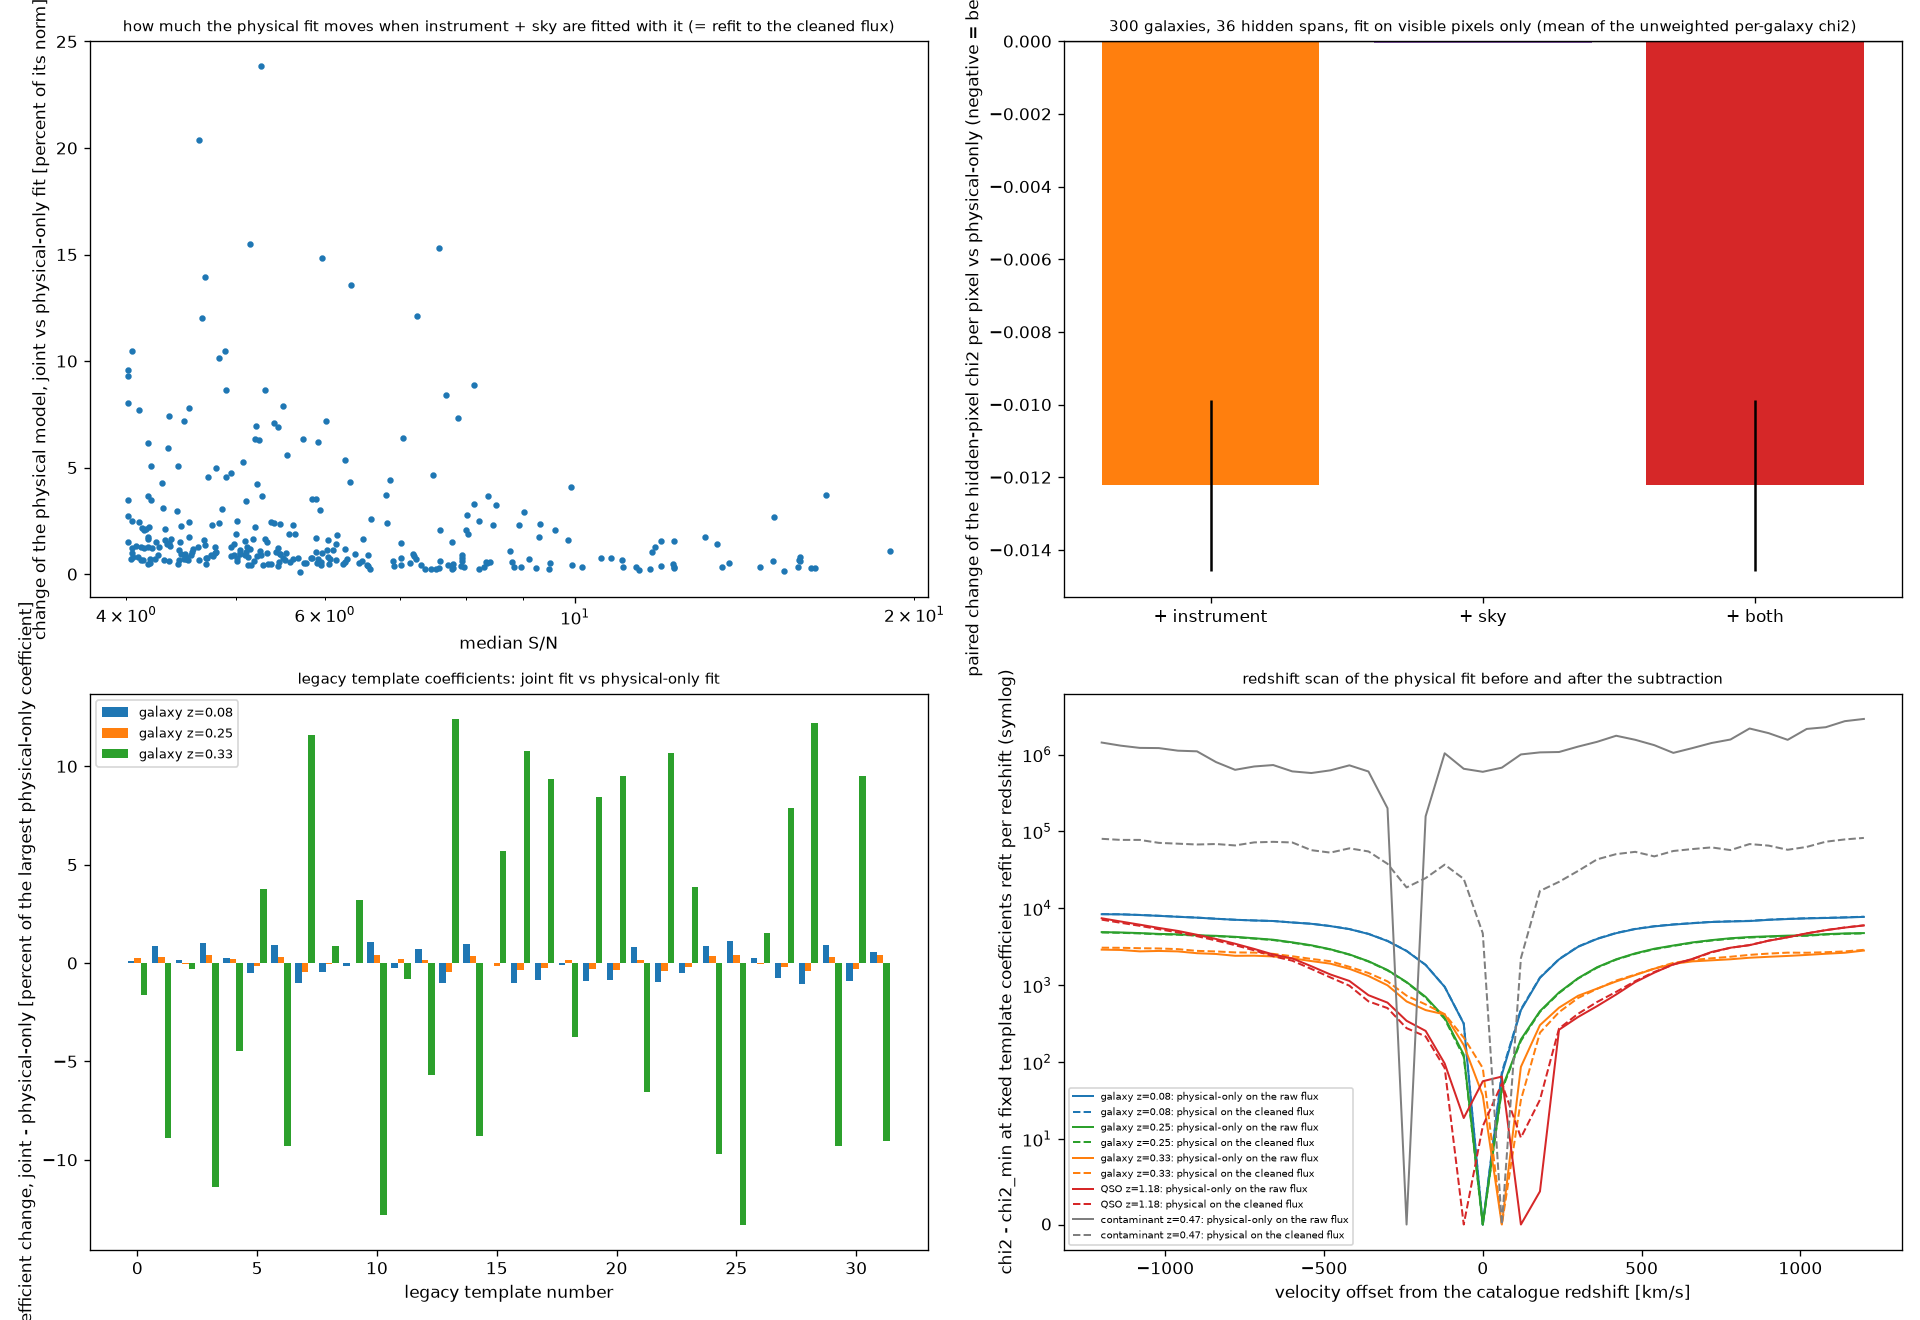 how much the physical fit moves when instrument + sky are fitted with it (= refit to the cleaned flux)
change of the physical model, joint vs physical-only fit [percent of its norm]
25
20
15
10
5
0
4 × 10⁰
6 × 10⁰
10¹
2 × 10¹
median S/N
300 galaxies, 36 hidden spans, fit on visible pixels only (mean of the unweighted per-galaxy chi2)
paired change of the hidden-pixel chi2 per pixel vs physical-only (negative = be
0.000
−0.002
−0.004
−0.006
−0.008
−0.010
−0.012
−0.014
+ instrument
+ sky
+ both
legacy template coefficients: joint fit vs physical-only fit
efficient change, joint - physical-only [percent of the largest physical-only coefficient]
galaxy z=0.08
galaxy z=0.25
galaxy z=0.33
10
5
0
−5
−10
0
5
10
15
20
25
30
legacy template number
redshift scan of the physical fit before and after the subtraction
chi2 - chi2_min at fixed template coefficients refit per redshift (symlog)
10⁶
10⁵
10⁴
10³
10²
10¹
0
galaxy z=0.08: physical-only on the raw flux
galaxy z=0.08: physical on the cleaned flux
galaxy z=0.25: physical-only on the raw flux
galaxy z=0.25: physical on the cleaned flux
galaxy z=0.33: physical-only on the raw flux
galaxy z=0.33: physical on the cleaned flux
QSO z=1.18: physical-only on the raw flux
QSO z=1.18: physical on the cleaned flux
contaminant z=0.47: physical-only on the raw flux
contaminant z=0.47: physical on the cleaned flux
−1000
−500
0
500
1000
velocity offset from the catalogue redshift [km/s]